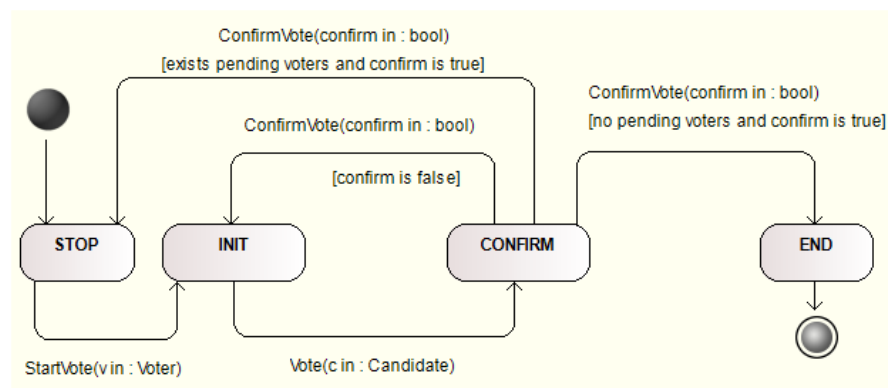 ConfirmVote(confirm in : bool)
[exists pending voters and confirm is true]
ConfirmVote(confirm in : bool)
[no pending voters and confirm is true]
ConfirmVote(confirm in : bool)
[confirm is false]
STOP
INIT
CONFIRM
END
StartVote(v in : Voter)
Vote(c in : Candidate)